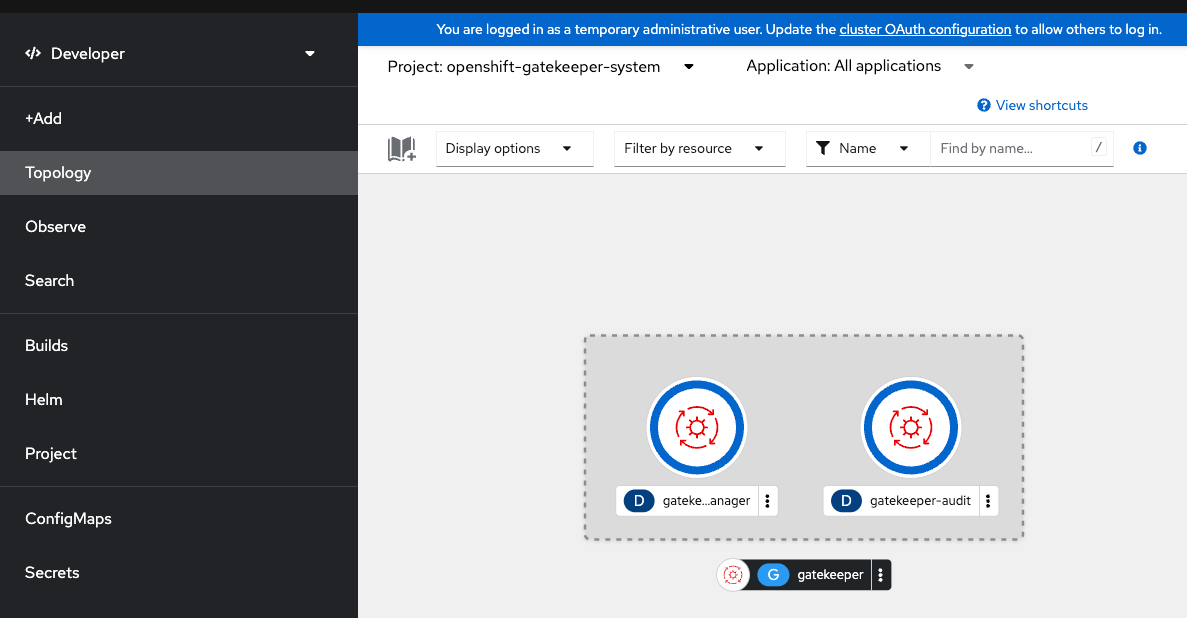 Developer
+Add
Topology
Observe
Search
Builds
Helm
Project
ConfigMaps
Secrets
You are logged in as a temporary administrative user. Update the cluster OAuth configuration to allow others to log in.
Project: openshift-gatekeeper-system
Application: All applications
View shortcuts
Display options
Filter by resource
Name
Find by name...
/
D gateke...anager
D gatekeeper-audit
G gatekeeper